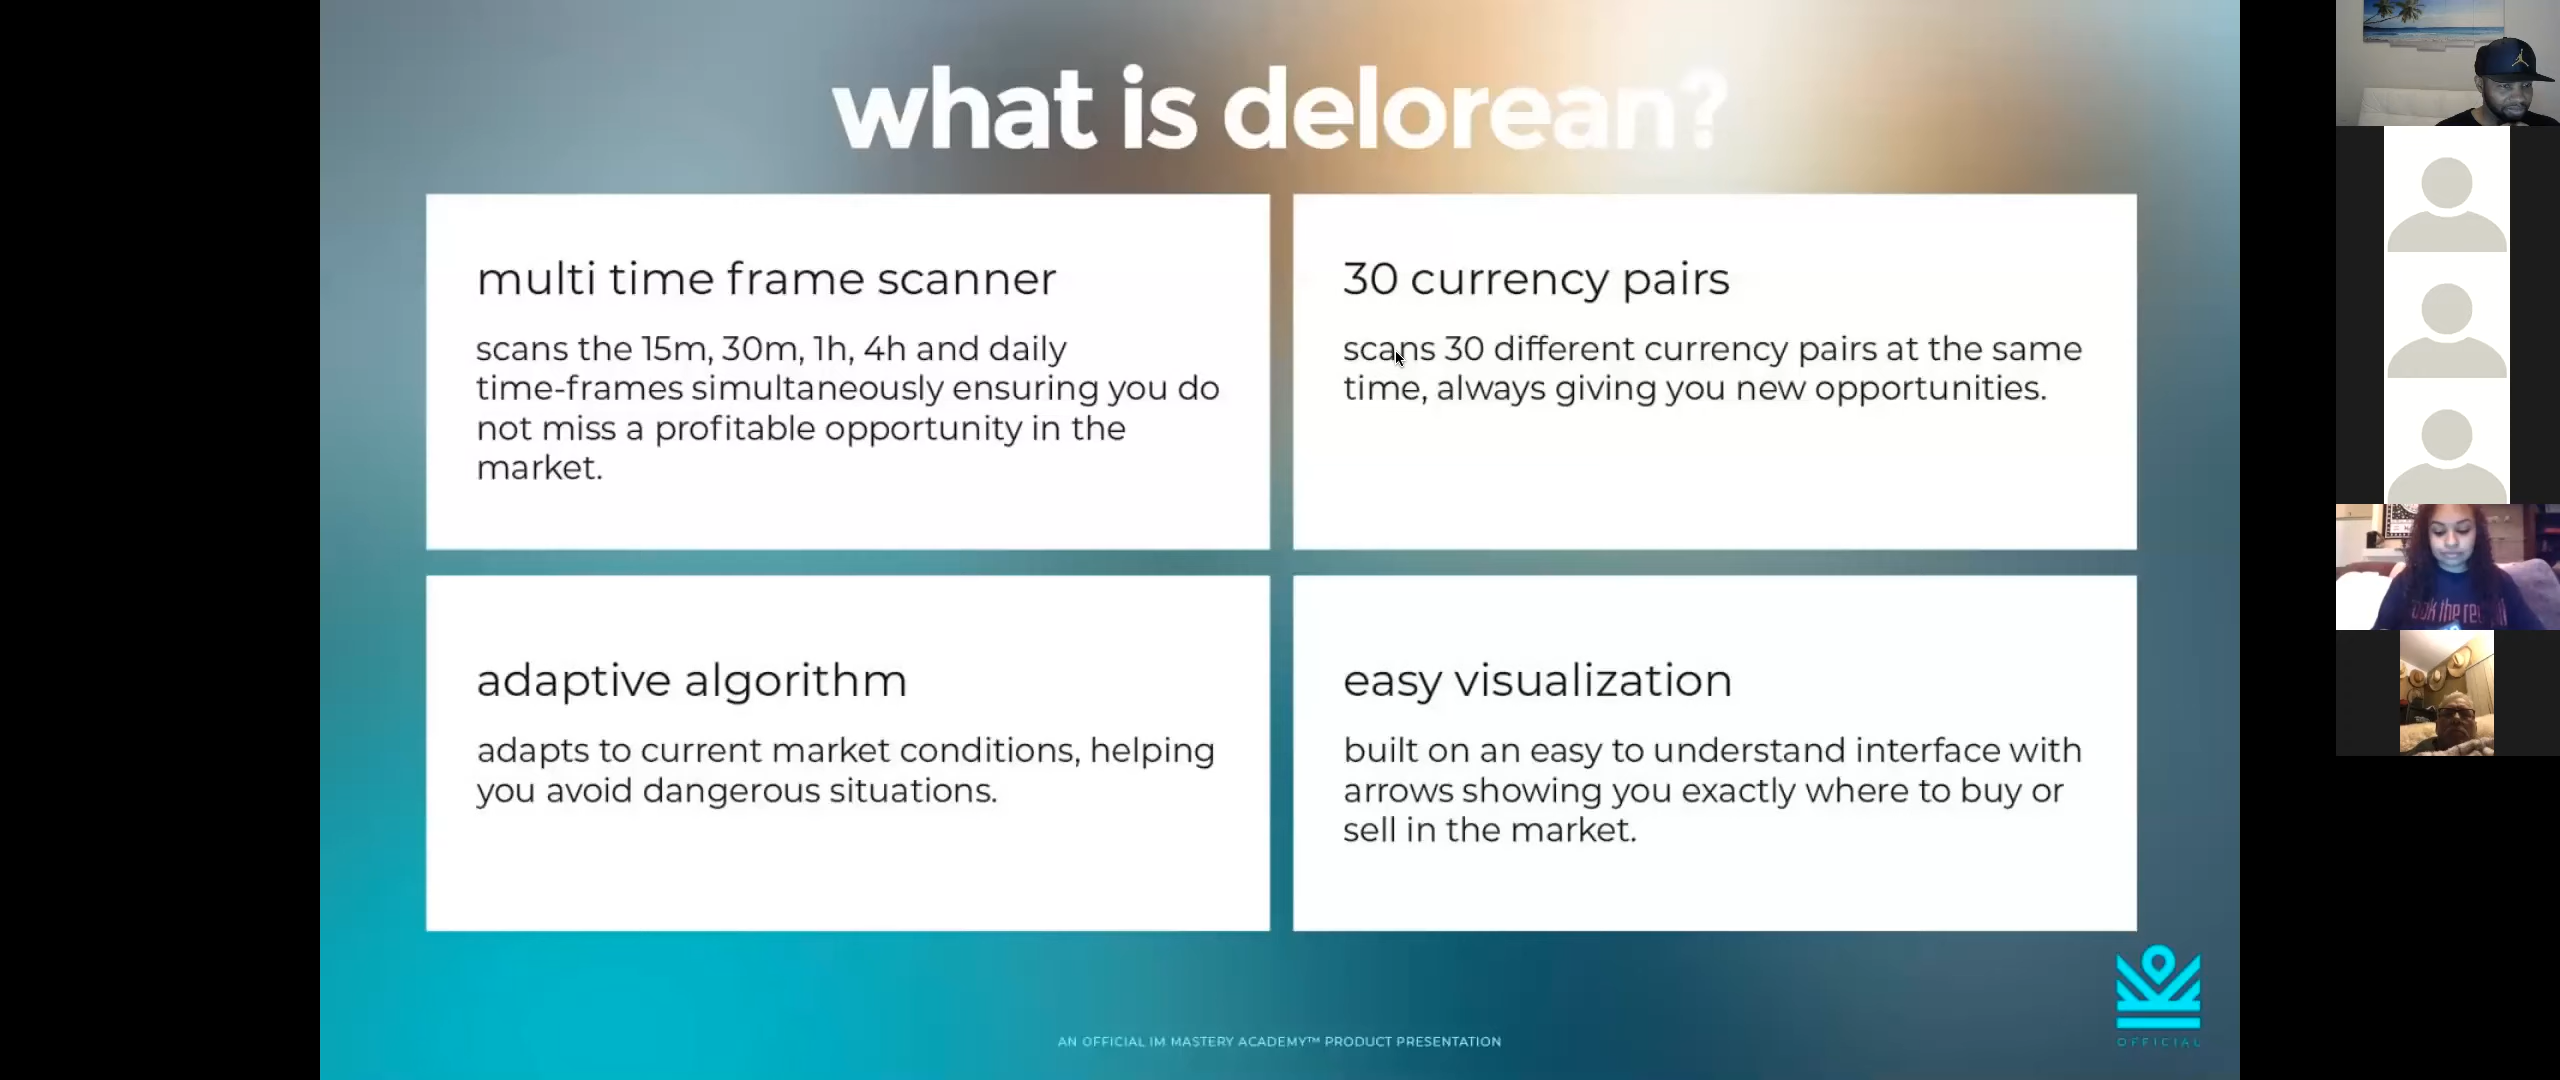 what is delorean?
multi time frame scanner
scans the 15m, 30m, 1h, 4h and daily
time-frames simultaneously ensuring you do
not miss a profitable opportunity in the
market.
30 currency pairs
scans 30 different currency pairs at the same
time, always giving you new opportunities.
adaptive algorithm
adapts to current market conditions, helping
you avoid dangerous situations.
easy visualization
built on an easy to understand interface with
arrows showing you exactly where to buy or
sell in the market.
AN OFFICIAL IM MASTERY ACADEMY™ PRODUCT PRESENTATION
OFFICIAL
the